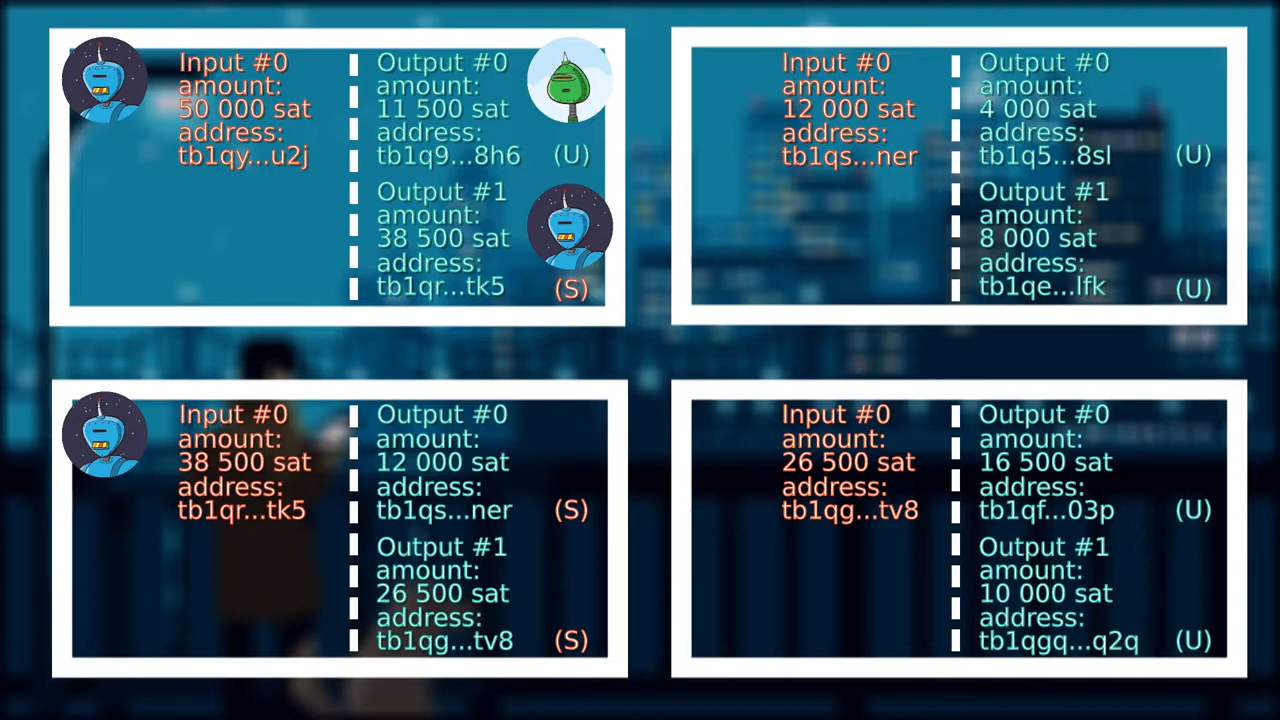 Input #0
amount:
50 000 sat
address:
tb1qy...u2j
Output #0
amount:
11 500 sat
address:
tb1q9...8h6 (U)
Output #1
amount:
38 500 sat
address:
tb1qr...tk5 (S)
Input #0
amount:
12 000 sat
address:
tb1qs...ner
Output #0
amount:
4 000 sat
address:
tb1q5...8sl (U)
Output #1
amount:
8 000 sat
address:
tb1qe...lfk (U)
Input #0
amount:
38 500 sat
address:
tb1qr...tk5
Output #0
amount:
12 000 sat
address:
tb1qs...ner (S)
Output #1
amount:
26 500 sat
address:
tb1qg...tv8 (S)
Input #0
amount:
26 500 sat
address:
tb1qg...tv8
Output #0
amount:
16 500 sat
address:
tb1qf...03p (U)
Output #1
amount:
10 000 sat
address:
tb1qgq...q2q (U)